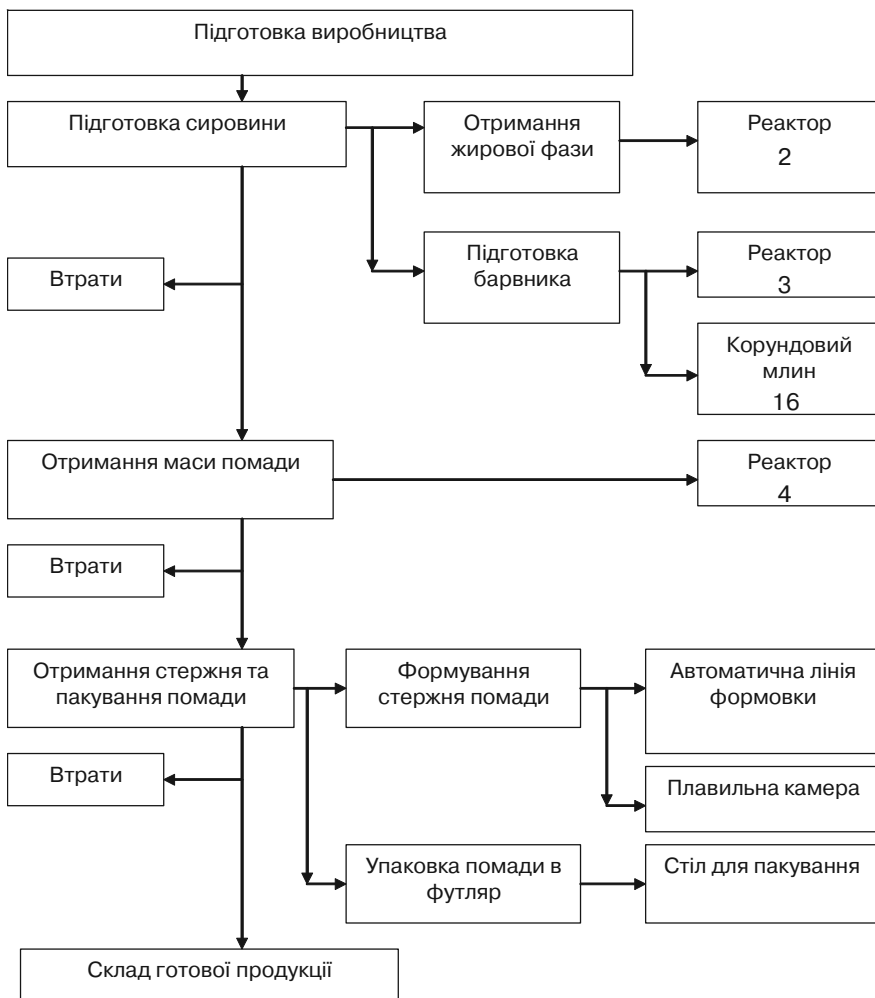 Підготовка виробництва
Підготовка сировини
Отримання
жирової фази
Реактор
2
Втрати
Підготовка
барвника
Реактор
3
Корундовий
млин
16
Отримання маси помади
Реактор
4
Втрати
Отримання стержня та
пакування помади
Формування
стержня помади
Автоматична лінія
формовки
Втрати
Плавильна камера
Упаковка помади в
футляр
Стіл для пакування
Склад готової продукції